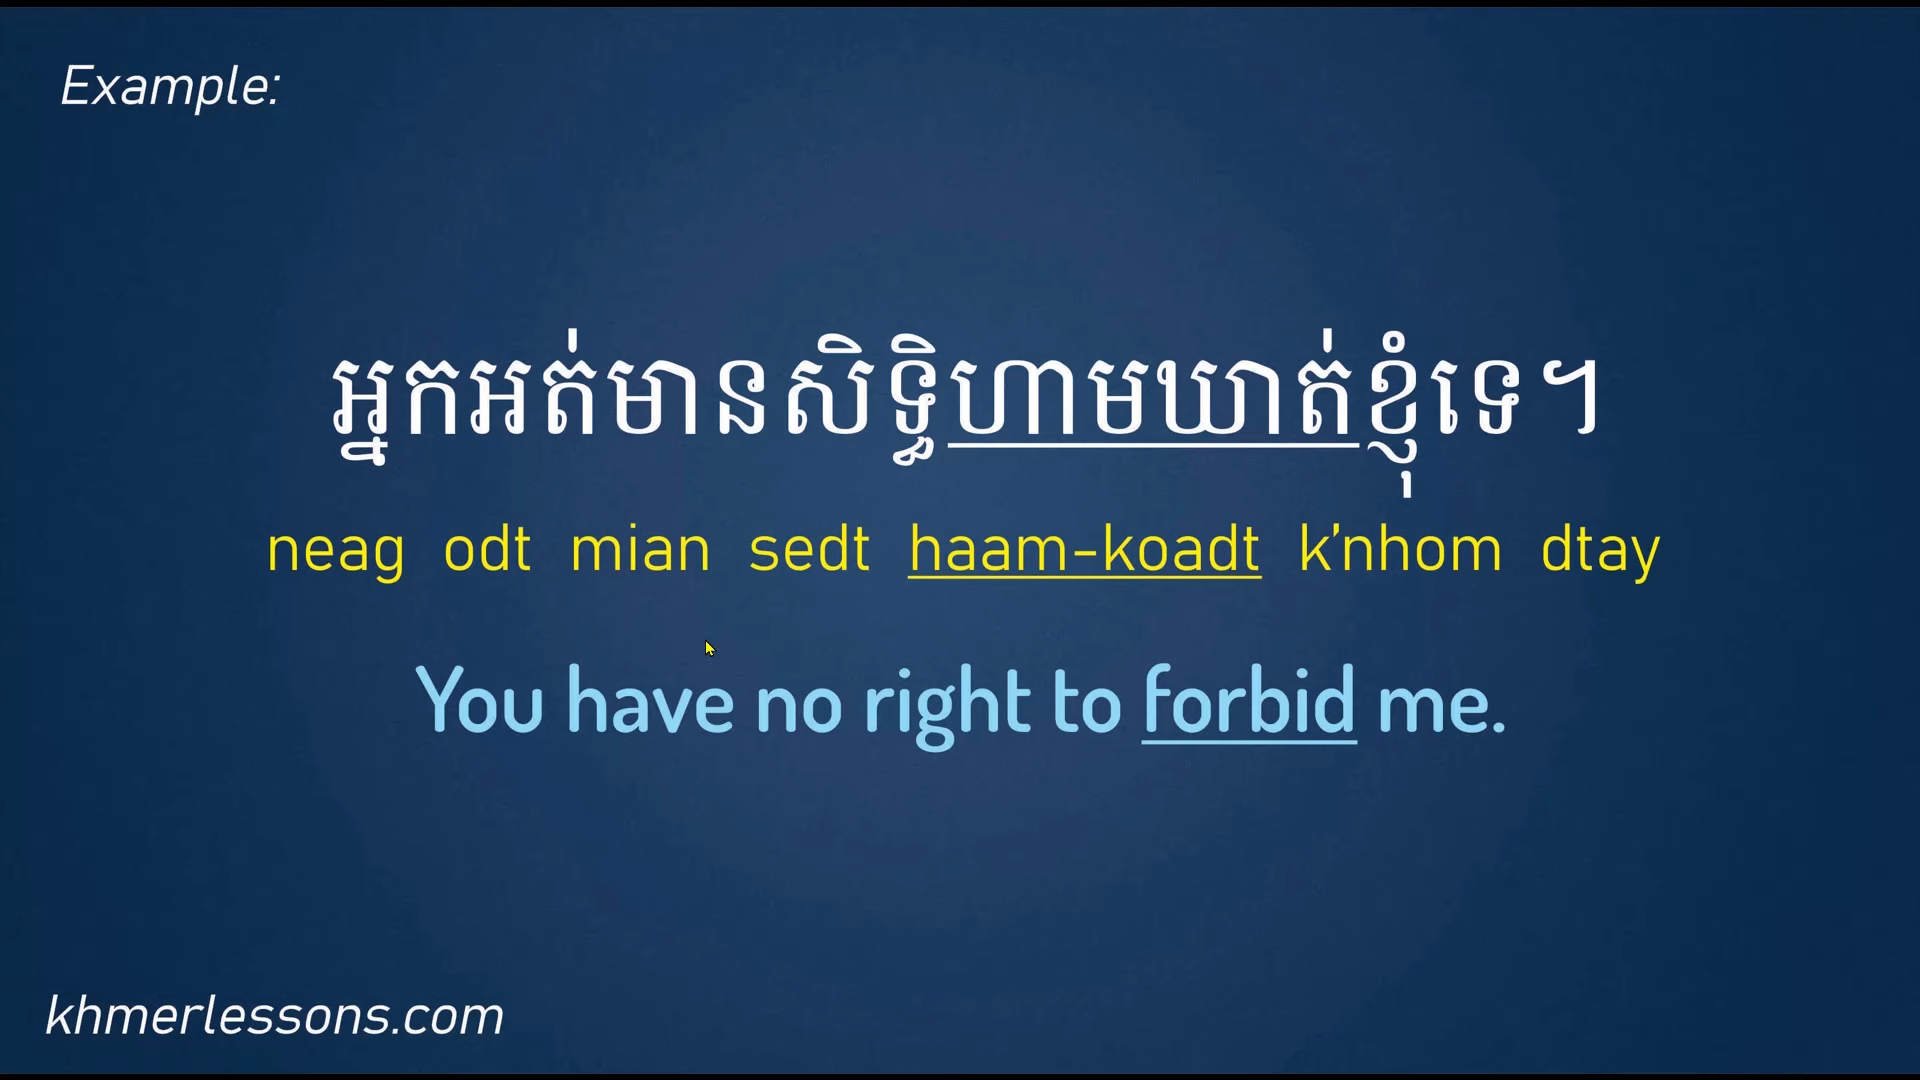 Example:
អ្នកអត់មានសិទ្ធិហាមឃាត់ខ្ញុំទេ។
neag odt mian sedt haam-koadt k’nhom dtay
You have no right to forbid me.
khmerlessons.com